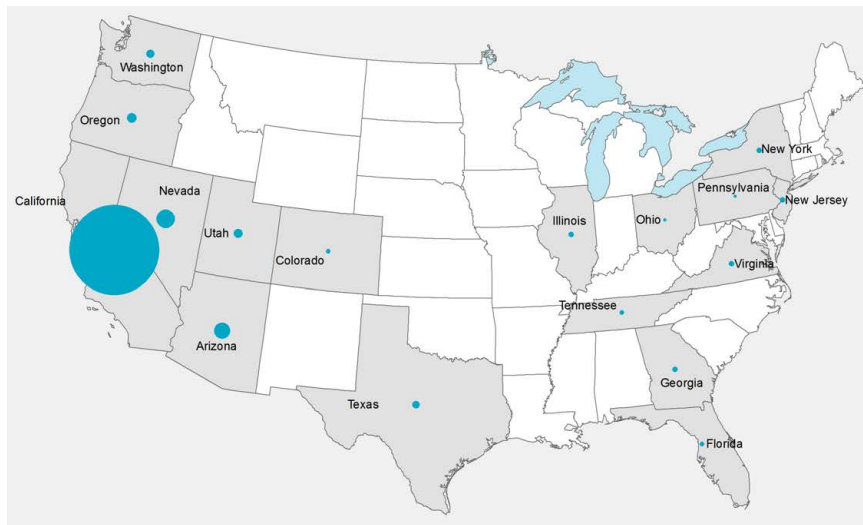 Washington
Oregon
New York
Pennsylvania
Nevada
California
New Jersey
Illinois
Ohio
Utah
Colorado
Virginia
Tennessee
Arizona
Georgia
Texas
Florida